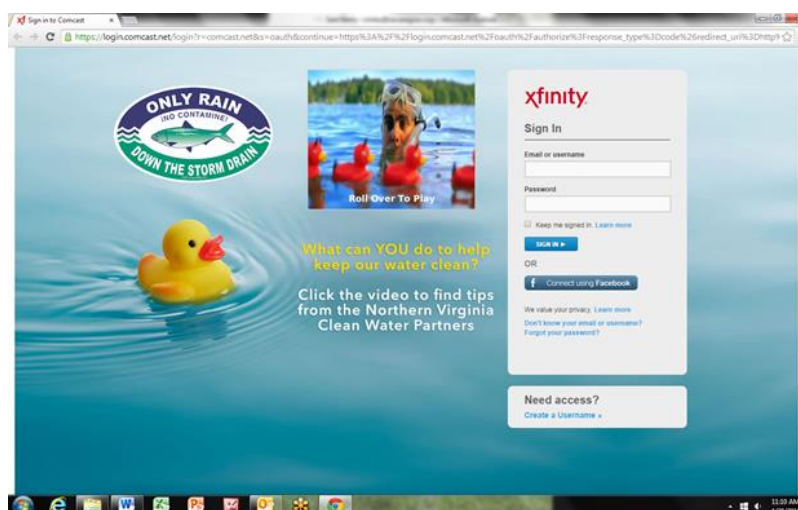 Sign in to Comcast
https://login.comcast.net/login?r=comcast.net&s=oauth&continue=https%3A%2F%2Flogin.comcast.net%2Foauth%2Fauthorize%3Fresponse_type%3Dcode%26redirect_uri%3Dhttp
ONLY RAIN
¡NO CONTAMINE!
DOWN THE STORM DRAIN
Roll Over To Play
What can YOU do to help
keep our water clean?
Click the video to find tips
from the Northern Virginia
Clean Water Partners
xfinity
Sign In
Email or username
Password
Keep me signed in. Learn more
SIGN IN ►
OR
f Connect using Facebook
We value your privacy. Learn more
Don't know your email or username?
Forgot your password?
Need access?
Create a Username »
11:10 AM